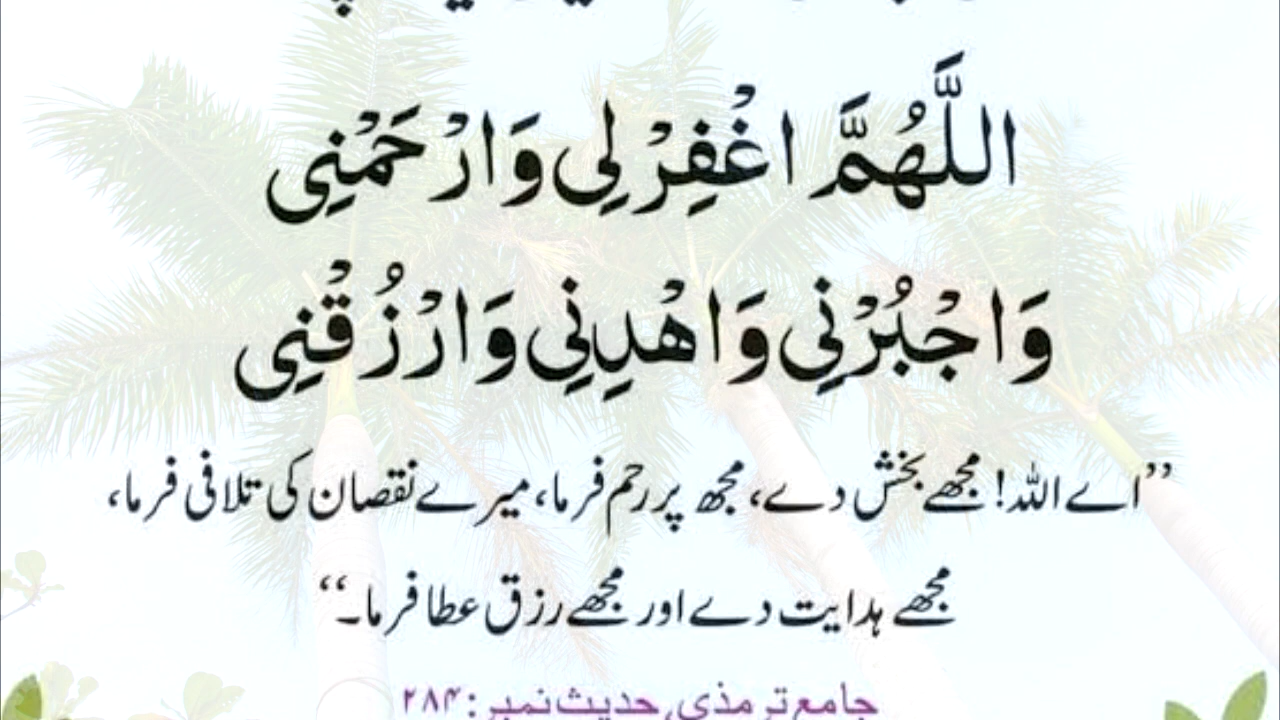 اللَّهُمَّ اغْفِرْ لِي وَارْحَمْنِي
وَاجْبُرْنِي وَاهْدِنِي وَارْزُقْنِي
”اے اللہ! مجھے بخش دے، مجھ پر رحم فرما، میرے نقصان کی تلافی فرما،
مجھے ہدایت دے اور مجھے رزق عطا فرما۔“
جامع ترمذی, حدیث نمبر: ۲۸۴